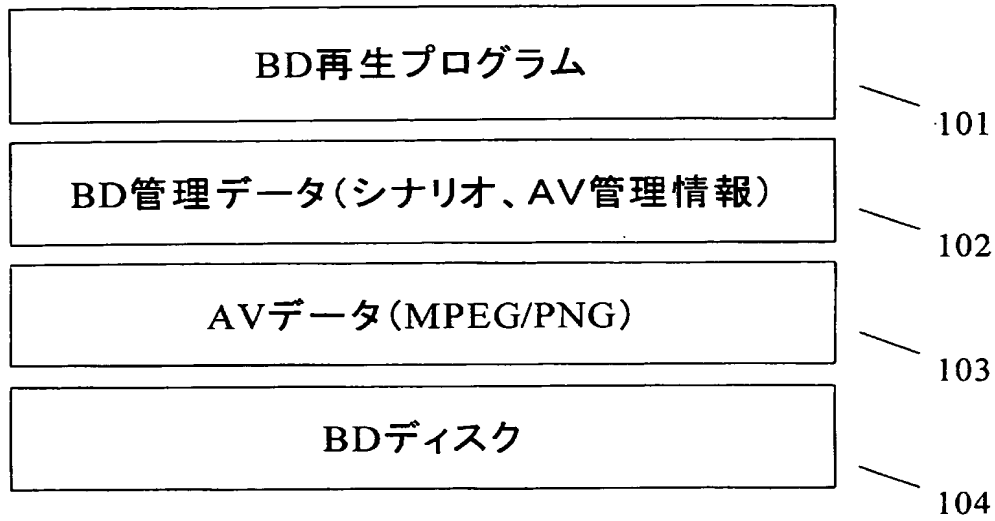 BD再生プログラム
101
BD管理データ(シナリオ、AV管理情報)
102
AVデータ(MPEG/PNG)
103
BDディスク
104